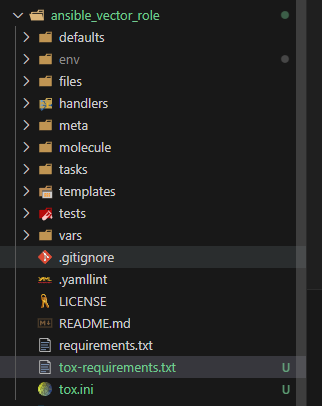 ansible_vector_role
defaults
env
files
handlers
meta
molecule
tasks
templates
tests
vars
.gitignore
.yamllint
LICENSE
README.md
requirements.txt
tox-requirements.txt U
tox.ini U